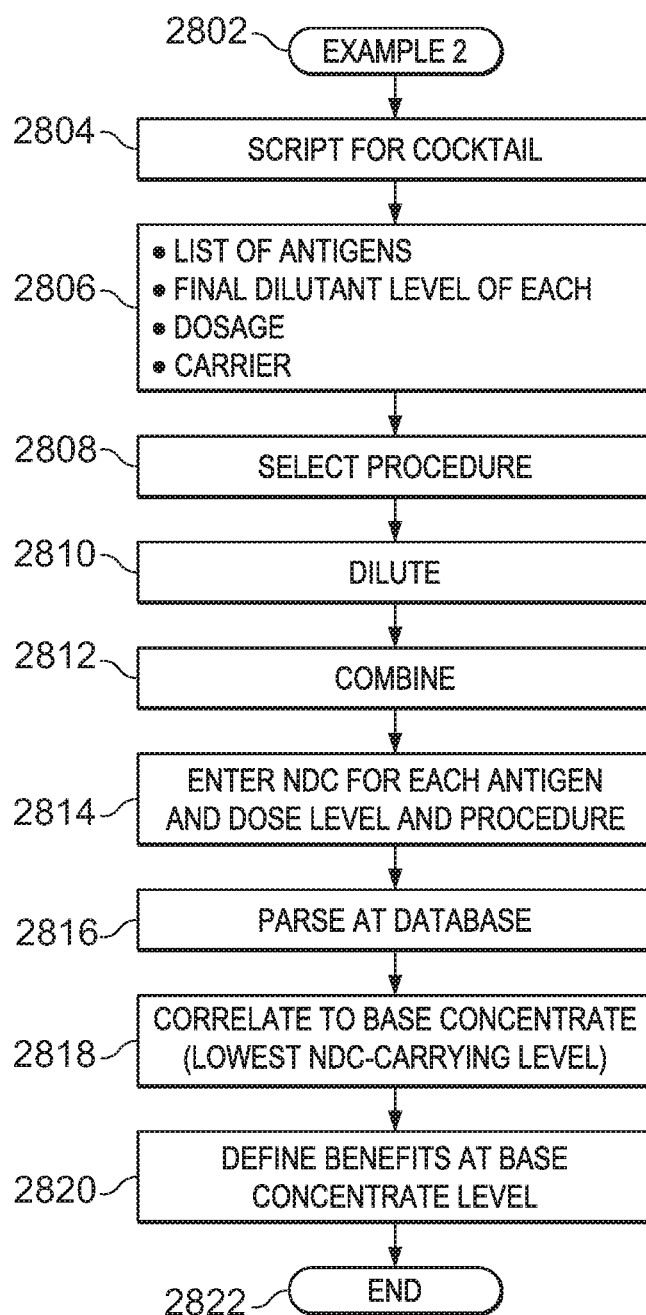 2802
EXAMPLE 2
2804
SCRIPT FOR COCKTAIL
2806
• LIST OF ANTIGENS
• FINAL DILUTANT LEVEL OF EACH
• DOSAGE
• CARRIER
2808
SELECT PROCEDURE
2810
DILUTE
2812
COMBINE
2814
ENTER NDC FOR EACH ANTIGEN
AND DOSE LEVEL AND PROCEDURE
2816
PARSE AT DATABASE
2818
CORRELATE TO BASE CONCENTRATE
(LOWEST NDC-CARRYING LEVEL)
2820
DEFINE BENEFITS AT BASE
CONCENTRATE LEVEL
2822
END